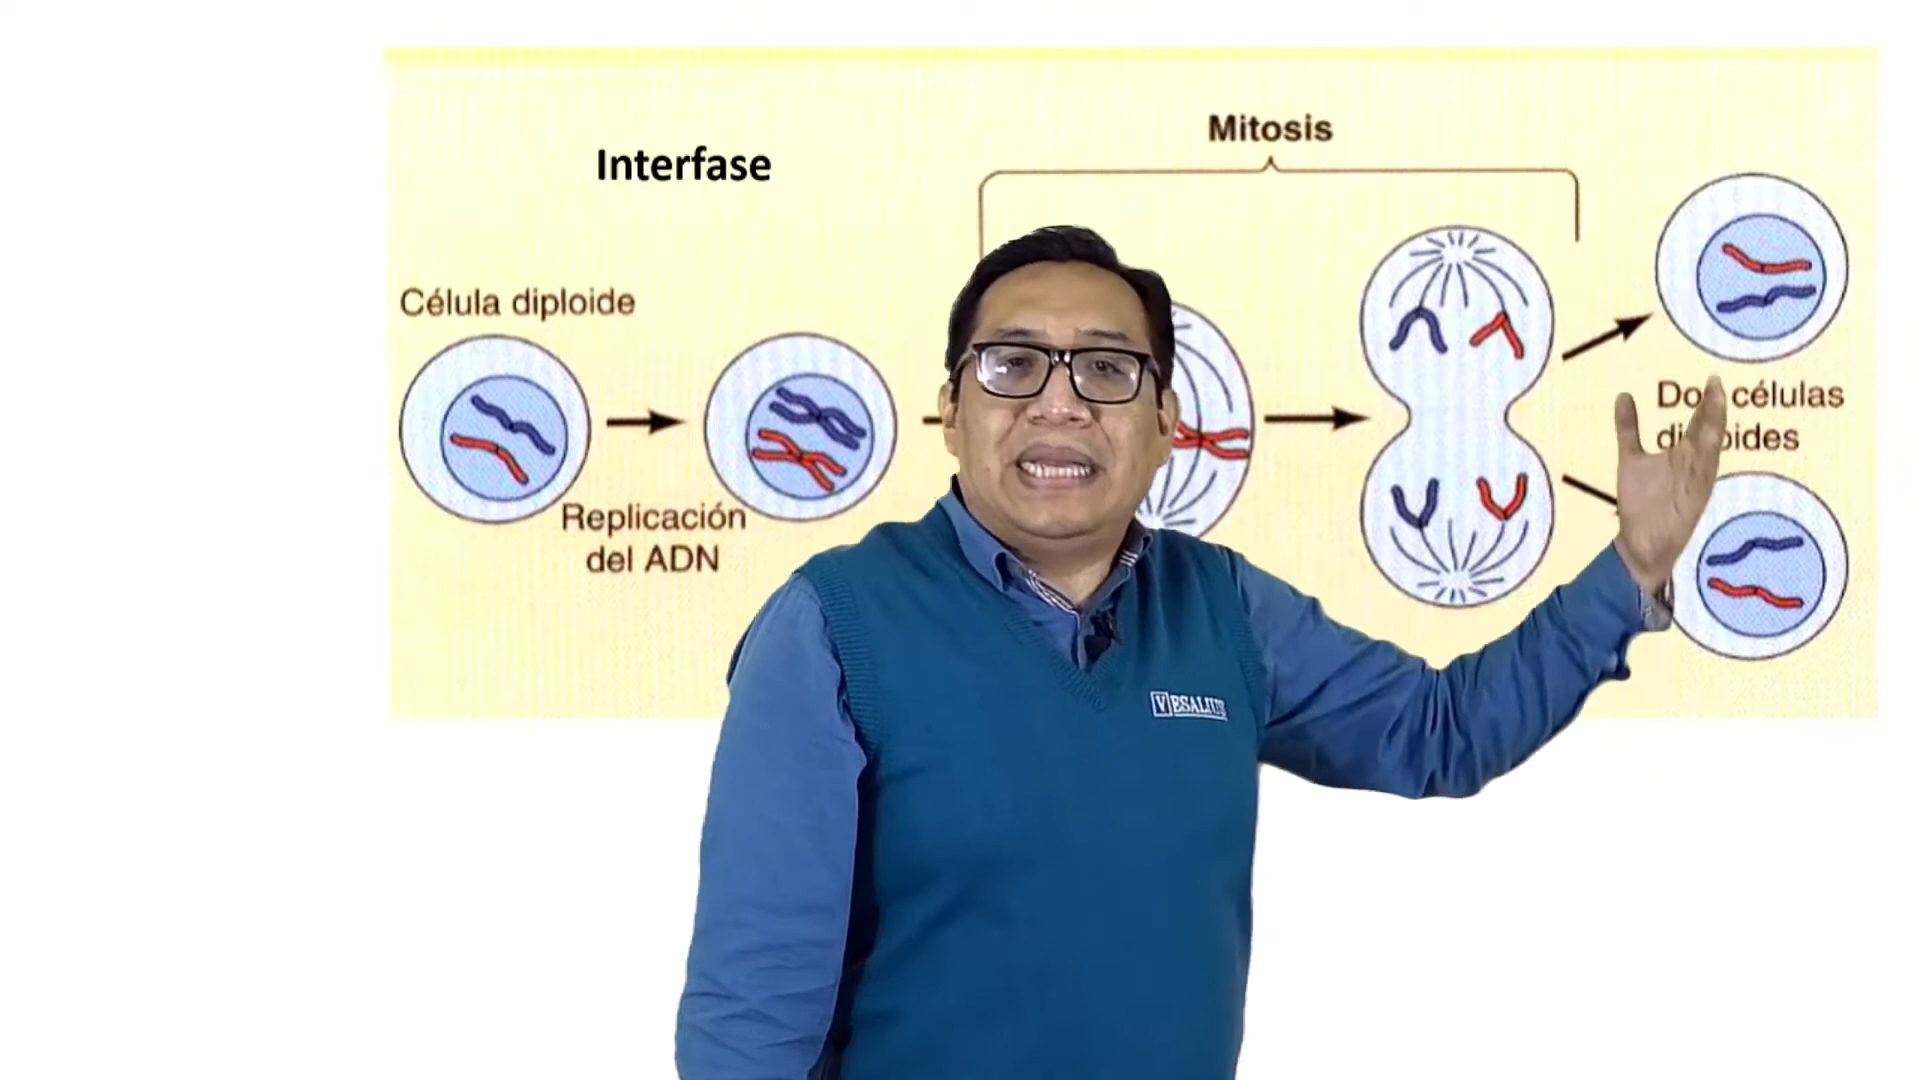 Mitosis
Interfase
Célula diploide
Replicación
del ADN
células
VESALIUS